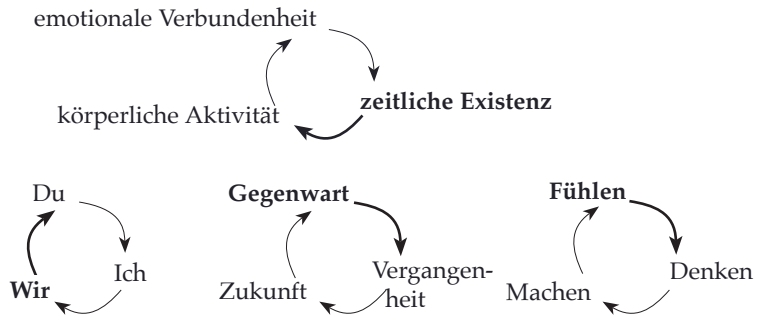 emotionale Verbundenheit
zeitliche Existenz
körperliche Aktivität
Du
Ich
Wir
Gegenwart
Vergangen-
heit
Zukunft
Fühlen
Denken
Machen